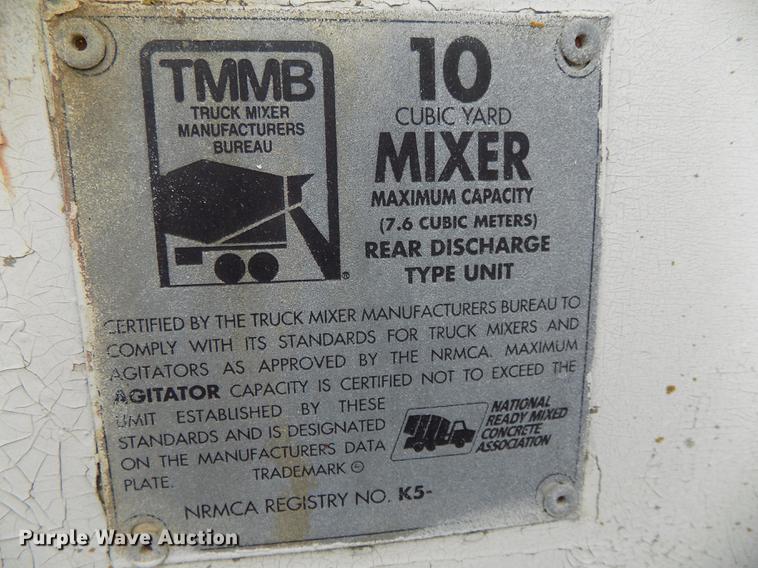 TMMB
TRUCK MIXER
MANUFACTURERS
BUREAU
®
10
CUBIC YARD
MIXER
MAXIMUM CAPACITY
(7.6 CUBIC METERS)
REAR DISCHARGE
TYPE UNIT
CERTIFIED BY THE TRUCK MIXER MANUFACTURERS BUREAU TO
COMPLY WITH ITS STANDARDS FOR TRUCK MIXERS AND
AGITATORS AS APPROVED BY THE NRMCA. MAXIMUM
AGITATOR CAPACITY IS CERTIFIED NOT TO EXCEED THE
LIMIT ESTABLISHED BY THESE
STANDARDS AND IS DESIGNATED
ON THE MANUFACTURERS DATA
PLATE. TRADEMARK ®
NATIONAL
READY MIXED
CONCRETE
ASSOCIATION
NRMCA REGISTRY NO. K5-
Purple Wave Auction